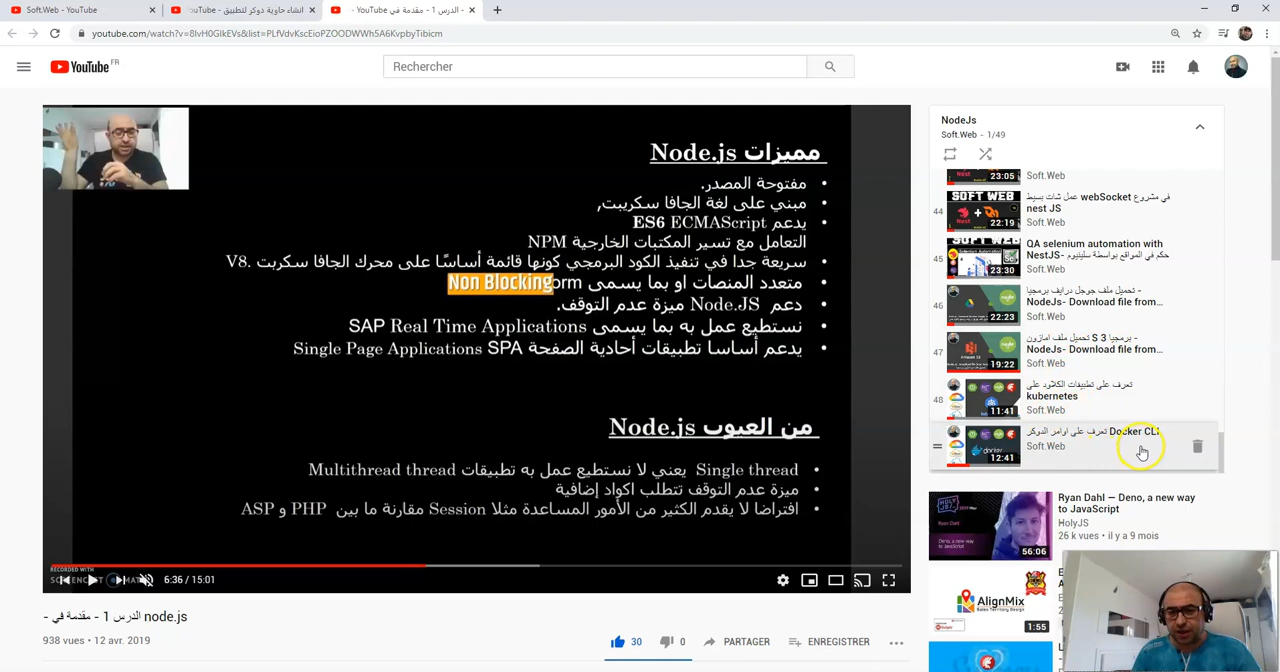 Soft.Web - YouTube
انشاء حاوية دوكر لتطبيق - YouTube
الدرس 1 - مقدمة في - YouTube
youtube.com/watch?v=8lvH0GlkEVs&list=PLfVdvKscEioPZOODWWh5A6KvpbyTibicm
YouTube FR
Rechercher
مميزات Node.js
مفتوحة المصدر.
مبني على لغة الجافا سكريبت,
يدعم ES6 ECMAScript
التعامل مع تسير المكتبات الخارجية NPM
سريعة جدا في تنفيذ الكود البرمجي كونها قائمة أساسًا على محرك الجافا سكربت V8.
متعدد المنصات او بما يسمى orm
Non Blocking
دعم Node.JS ميزة عدم التوقف.
نستطيع عمل به بما يسمى SAP Real Time Applications
يدعم أساسا تطبيقات أحادية الصفحة Single Page Applications SPA
من العيوب Node.js
Single thread يعني لا نستطيع عمل به تطبيقات Multithread thread
ميزة عدم التوقف تتطلب اكواد إضافية
افتراضا لا يقدم الكثير من الأمور المساعدة مثلا Session مقارنة ما بين PHP و ASP
RECORDED WITH
6:36 / 15:01
الدرس 1 - مقدمة في - node.js
938 vues • 12 avr. 2019
30
0
PARTAGER
ENREGISTRER
NodeJs
Soft.Web - 1/49
23:05
Soft.Web
44
SOFT WEB
22:19
عمل شات بسيط webSocket في مشروع
nest JS
Soft.Web
45
23:30
QA selenium automation with
NestJS- حكم في المواقع بواسطة سلينيوم
Soft.Web
46
22:23
تحميل ملف جوجل درايف برمجيا -
NodeJs- Download file from...
Soft.Web
47
19:22
برمجيا S 3 تحميل ملف امازون -
NodeJs- Download file from...
Soft.Web
48
11:41
تعرف على تطبيقات الكلاود على
kubernetes
Soft.Web
docker
12:41
تعرف على اوامر الدوكر Docker CLI
Soft.Web
HOLY JS
56:06
Ryan Dahl — Deno, a new way
to JavaScript
HolyJS
26 k vues • il y a 9 mois
AlignMix
1:55